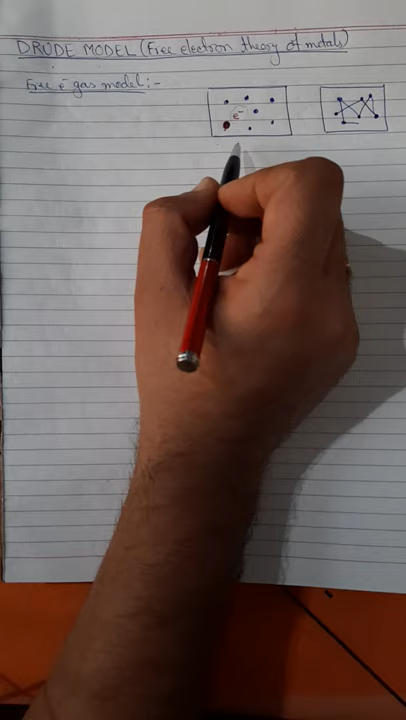 DRUDE MODEL (Free electron theory of metals)
Free e⁻ gas model:-
e⁻